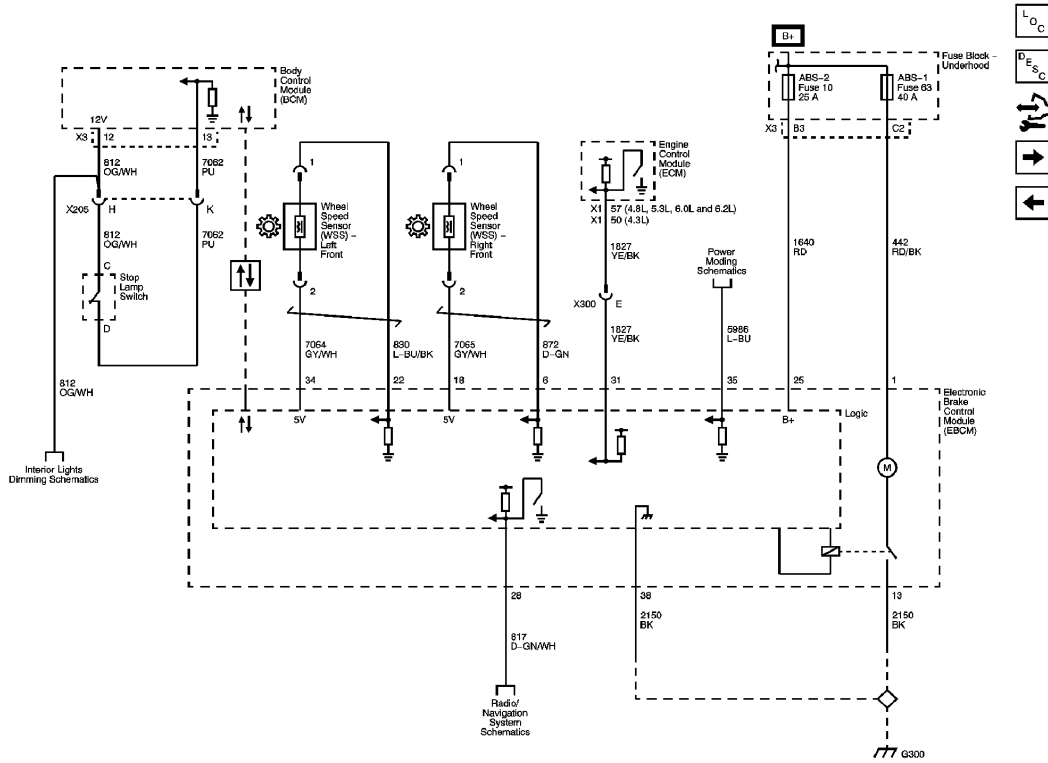 LOC
DESC
B+
Fuse Block –
Underhood
ABS–2
Fuse 10
25 A
ABS–1
Fuse 63
40 A
X3 B3
C2
Body
Control
Module
(BCM)
12V
X3 12
13
812
OG/WH
7062
PU
X205 H
K
812
OG/WH
7062
PU
C
Stop
Lamp
Switch
D
812
OG/WH
Interior Lights
Dimming Schematics
1
Wheel
Speed
Sensor
(WSS) –
Left
Front
2
7064
GY/WH
830
L–BU/BK
34
22
1
Wheel
Speed
Sensor
(WSS) –
Right
Front
2
7065
GY/WH
872
D–GN
18
6
Engine
Control
Module
(ECM)
X1 57 (4.8L, 5.3L, 6.0L and 6.2L)
X1 50 (4.3L)
1827
YE/BK
X300 E
1827
YE/BK
31
Power
Moding
Schematics
5986
L–BU
35
1640
RD
25
442
RD/BK
1
Electronic
Brake
Control
Module
(EBCM)
Logic
5V
5V
B+
M
28
38
13
817
D–GN/WH
2150
BK
2150
BK
Radio/
Navigation
System
Schematics
G300